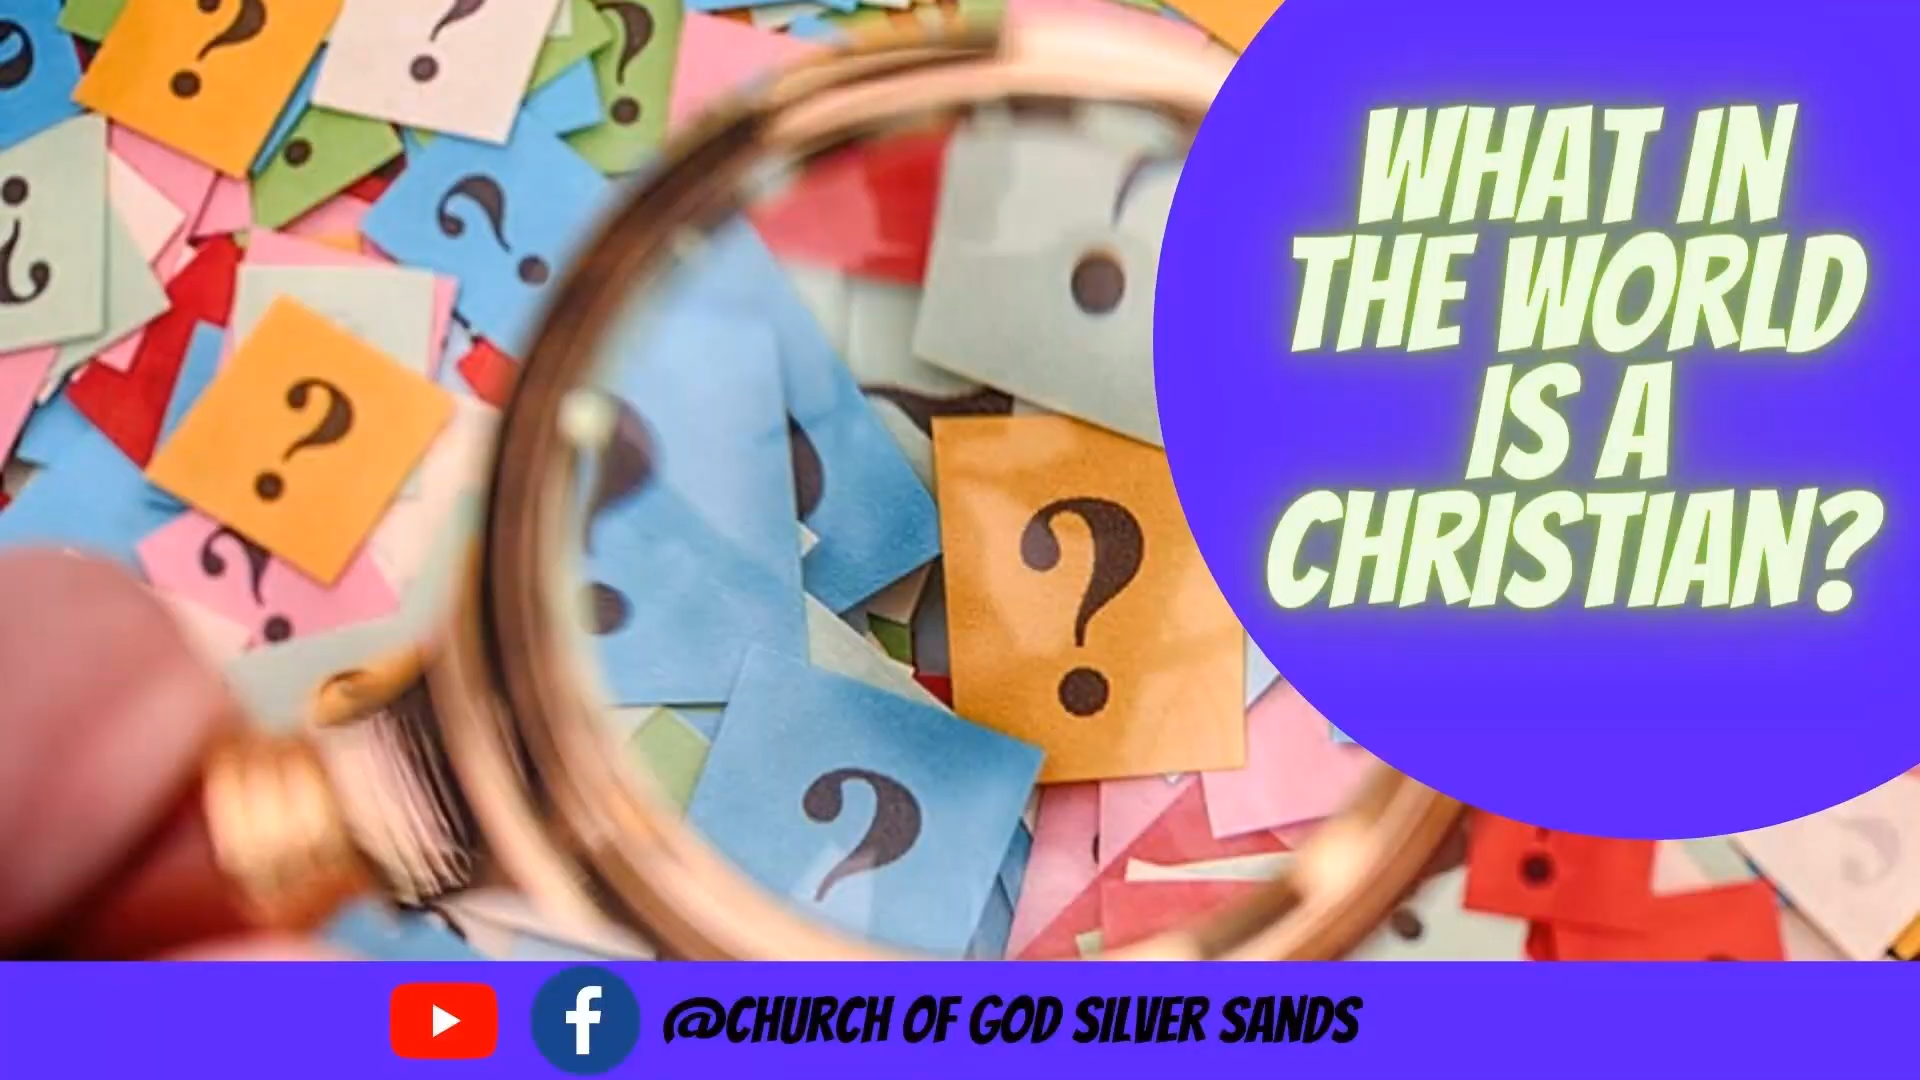 WHAT IN
THE WORLD
IS A
CHRISTIAN?
@CHURCH OF GOD SILVER SANDS